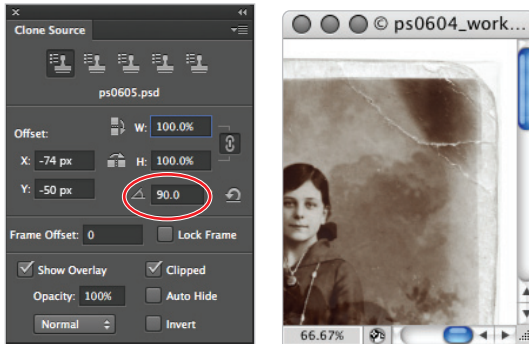 Clone Source
ps0605.psd
Offset:
W: 100.0%
X: -74 px
H: 100.0%
Y: -50 px
90.0
Frame Offset: 0
Lock Frame
Show Overlay
Clipped
Opacity: 100%
Auto Hide
Normal
Invert
© ps0604_work...
66.67%